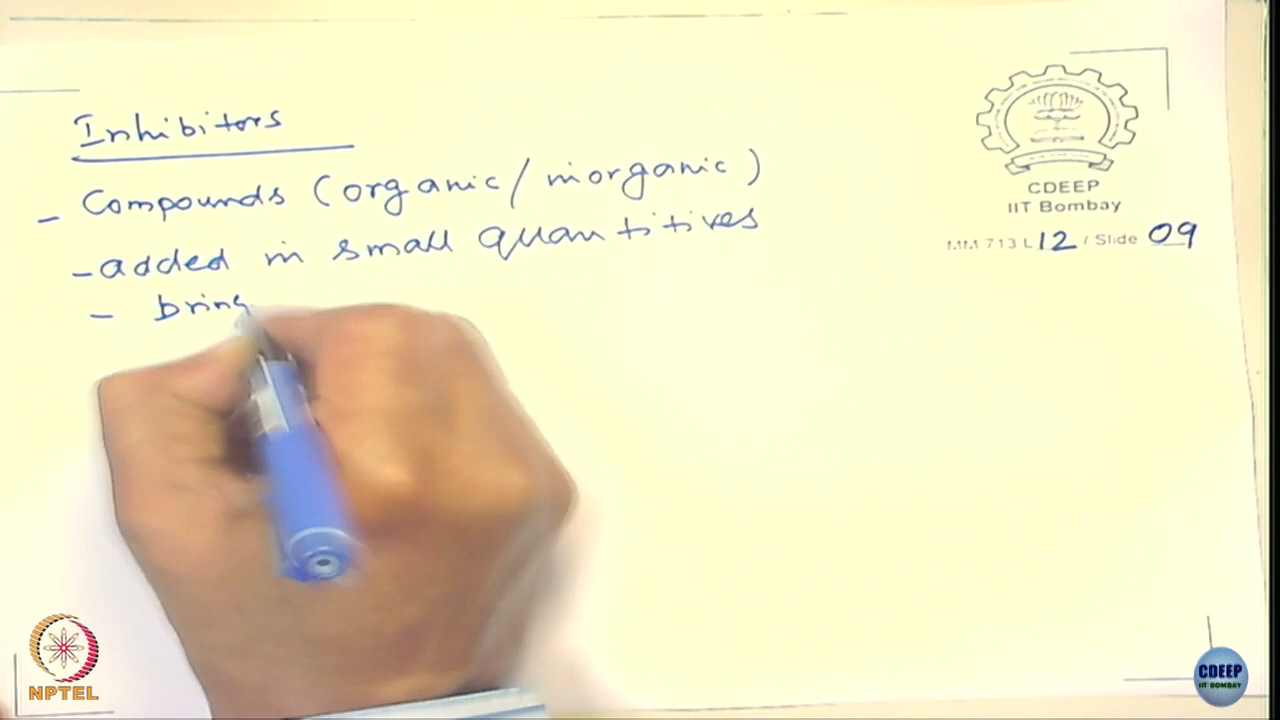 Inhibitors
- Compounds (organic/inorganic)
- added in small quantitives
- bring
CDEEP
IIT Bombay
MM 713 L 12 / Slide 09
NPTEL
CDEEP
IIT BOMBAY